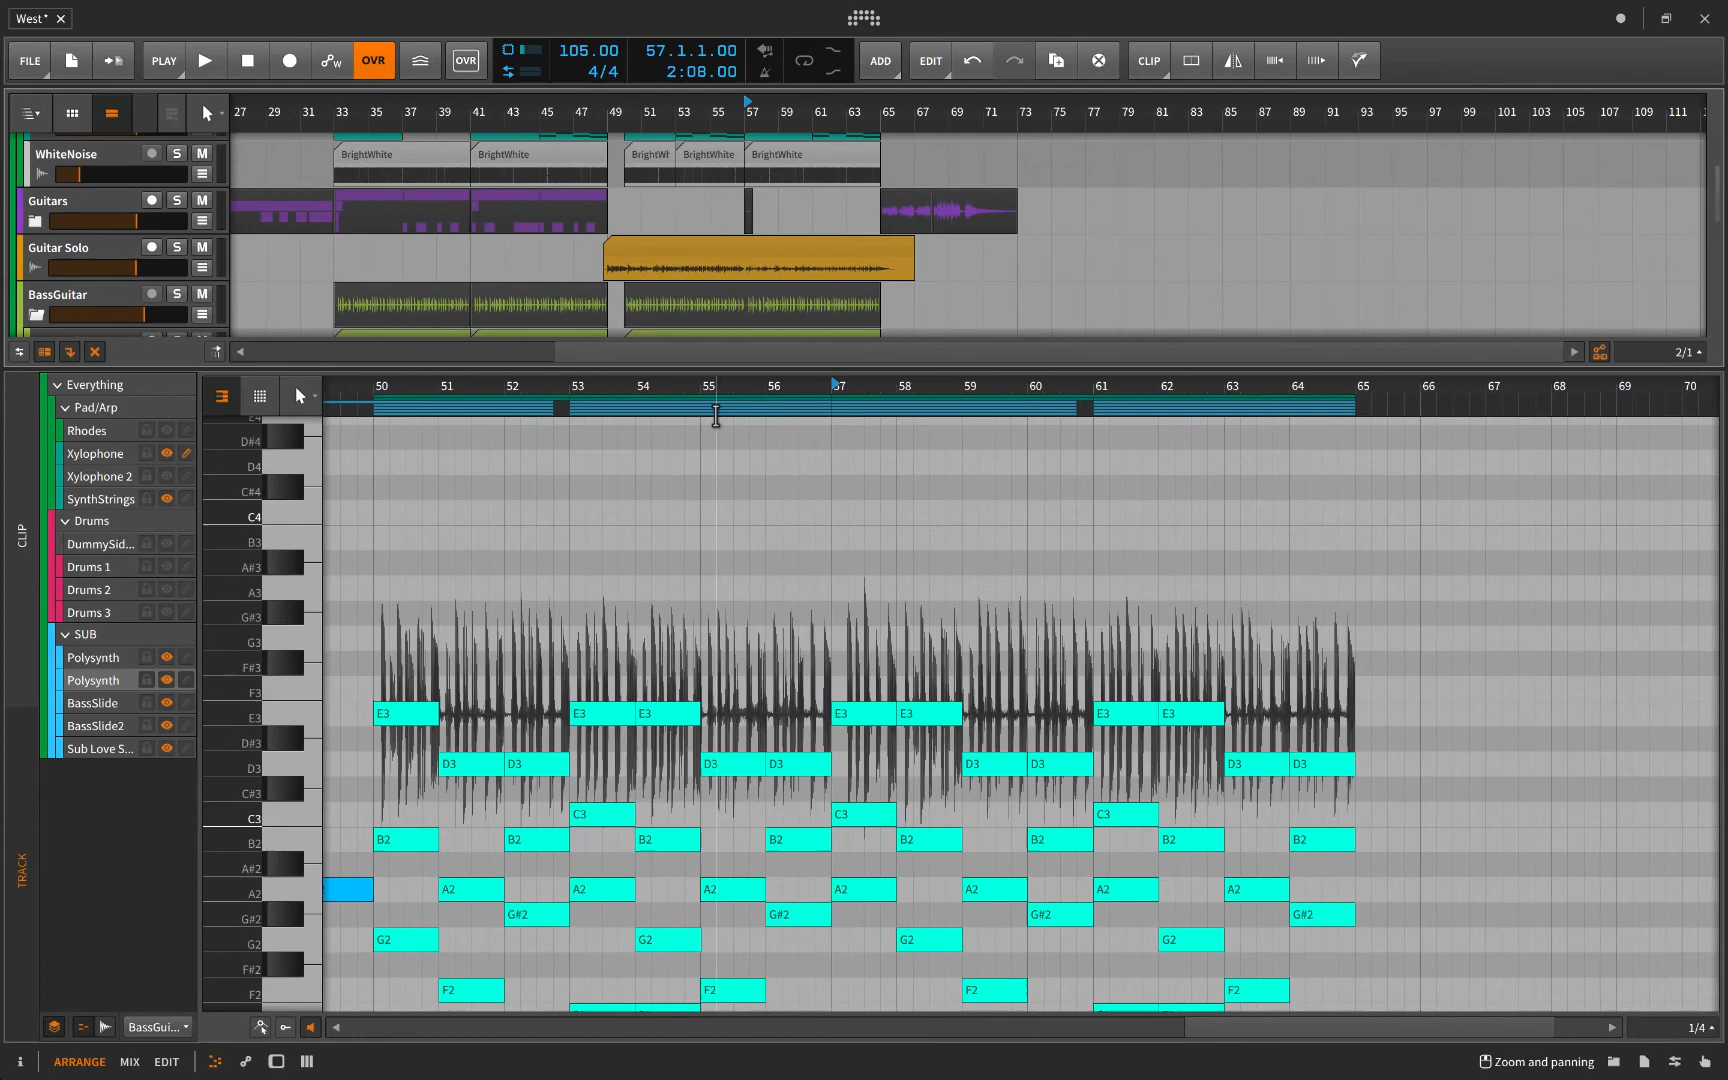 West*
FILE
PLAY
OVR
OVR
105.00
4/4
57.1.1.00
2:08.00
ADD
EDIT
CLIP
27 29 31 33 35 37 39 41 43 45 47 49 51 53 55 57 59 61 63 65 67 69 71 73 75 77 79 81 83 85 87 89 91 93 95 97 99 101 103 105 107 109 111
WhiteNoise S M
BrightWhite BrightWhite BrightWh BrightWhite BrightWhite
Guitars S M
Guitar Solo S M
BassGuitar S M
2/1
CLIP
TRACK
Everything
Pad/Arp
Rhodes
Xylophone
Xylophone 2
SynthStrings
Drums
DummySid...
Drums 1
Drums 2
Drums 3
SUB
Polysynth
Polysynth
BassSlide
BassSlide2
Sub Love S...
BassGui...
50 51 52 53 54 55 56 57 58 59 60 61 62 63 64 65 66 67 68 69 70
E4
D#4
D4
C#4
C4
B3
A#3
A3
G#3
G3
F#3
F3
E3 E3 E3 E3 E3 E3 E3 E3
D#3
D3 D3 D3 D3 D3 D3 D3 D3 D3
C#3
C3 C3 C3 C3
B2 B2 B2 B2 B2 B2 B2 B2 B2
A#2
A2 A2 A2 A2 A2 A2 A2 A2
G#2 G#2 G#2 G#2 G#2
G2 G2 G2 G2 G2
F#2
F2 F2 F2 F2 F2
1/4
i
ARRANGE
MIX
EDIT
Zoom and panning